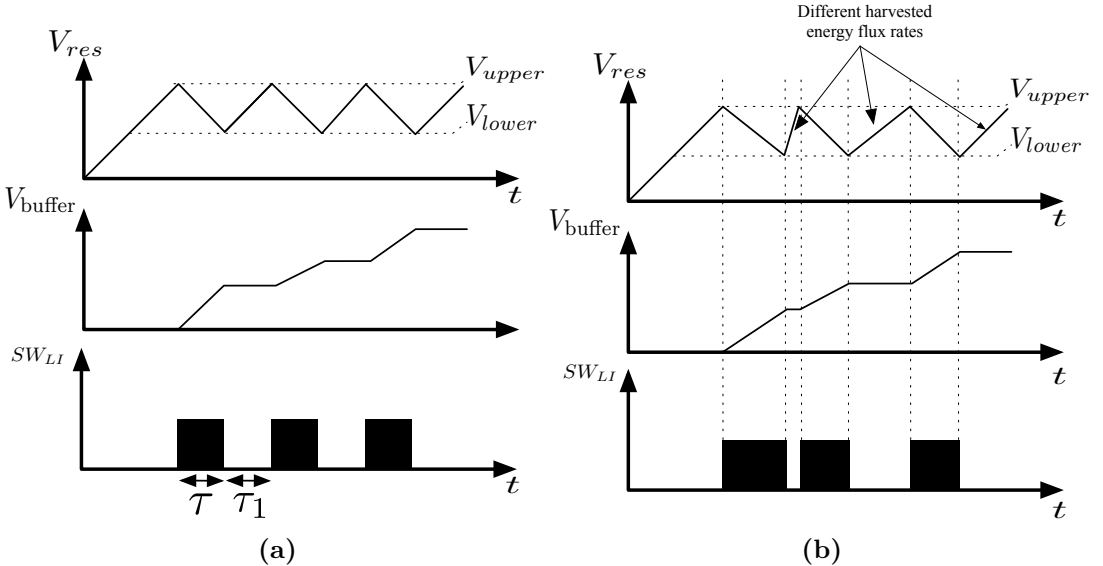 V_res
V_upper
V_lower
t
V_buffer
t
SW_LI
τ
τ_1
t
(a)
Different harvested
energy flux rates
V_res
V_upper
V_lower
t
V_buffer
t
SW_LI
t
(b)